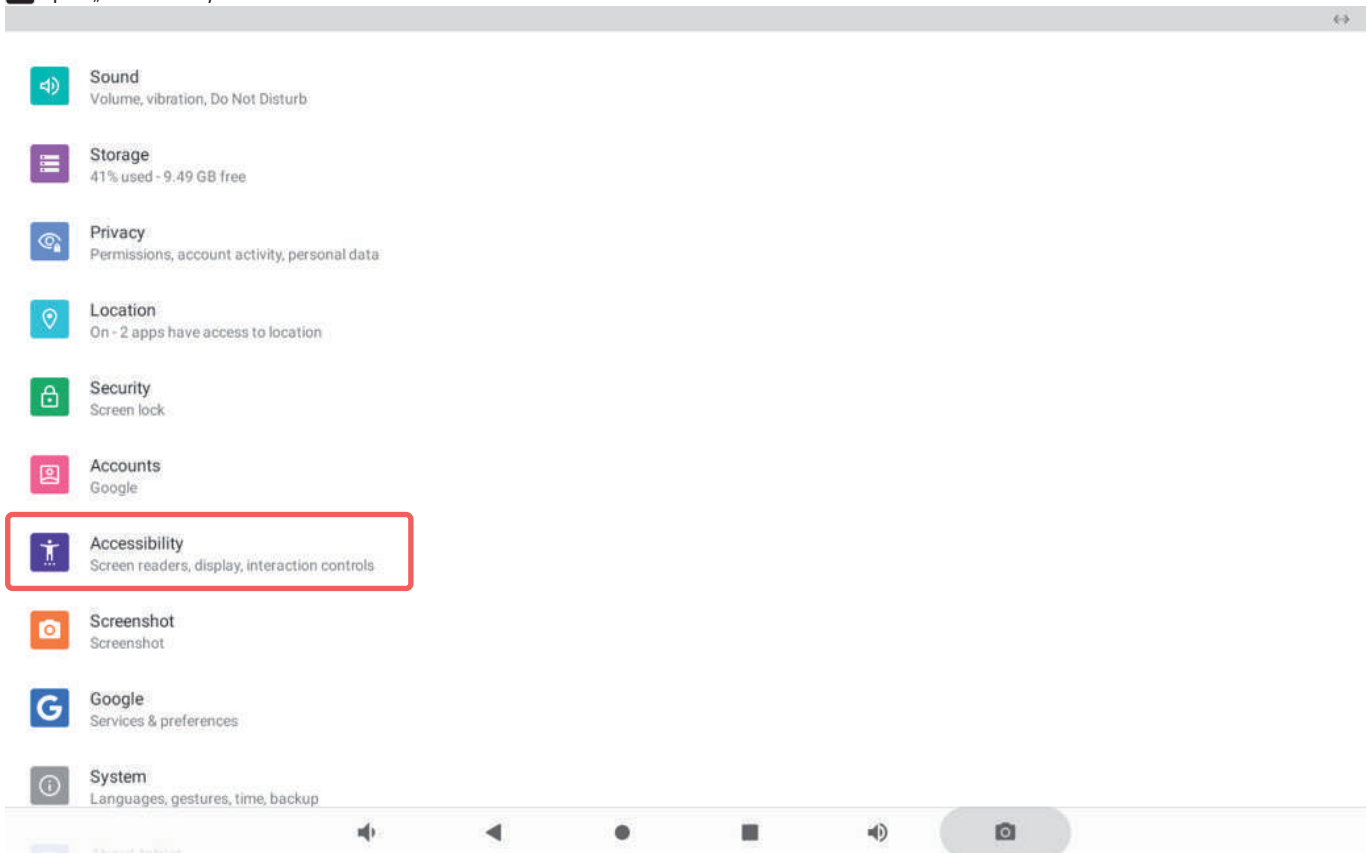 Sound
Volume, vibration, Do Not Disturb
Storage
41% used - 9.49 GB free
Privacy
Permissions, account activity, personal data
Location
On - 2 apps have access to location
Security
Screen lock
Accounts
Google
Accessibility
Screen readers, display, interaction controls
Screenshot
Screenshot
Google
Services & preferences
System
Languages, gestures, time, backup